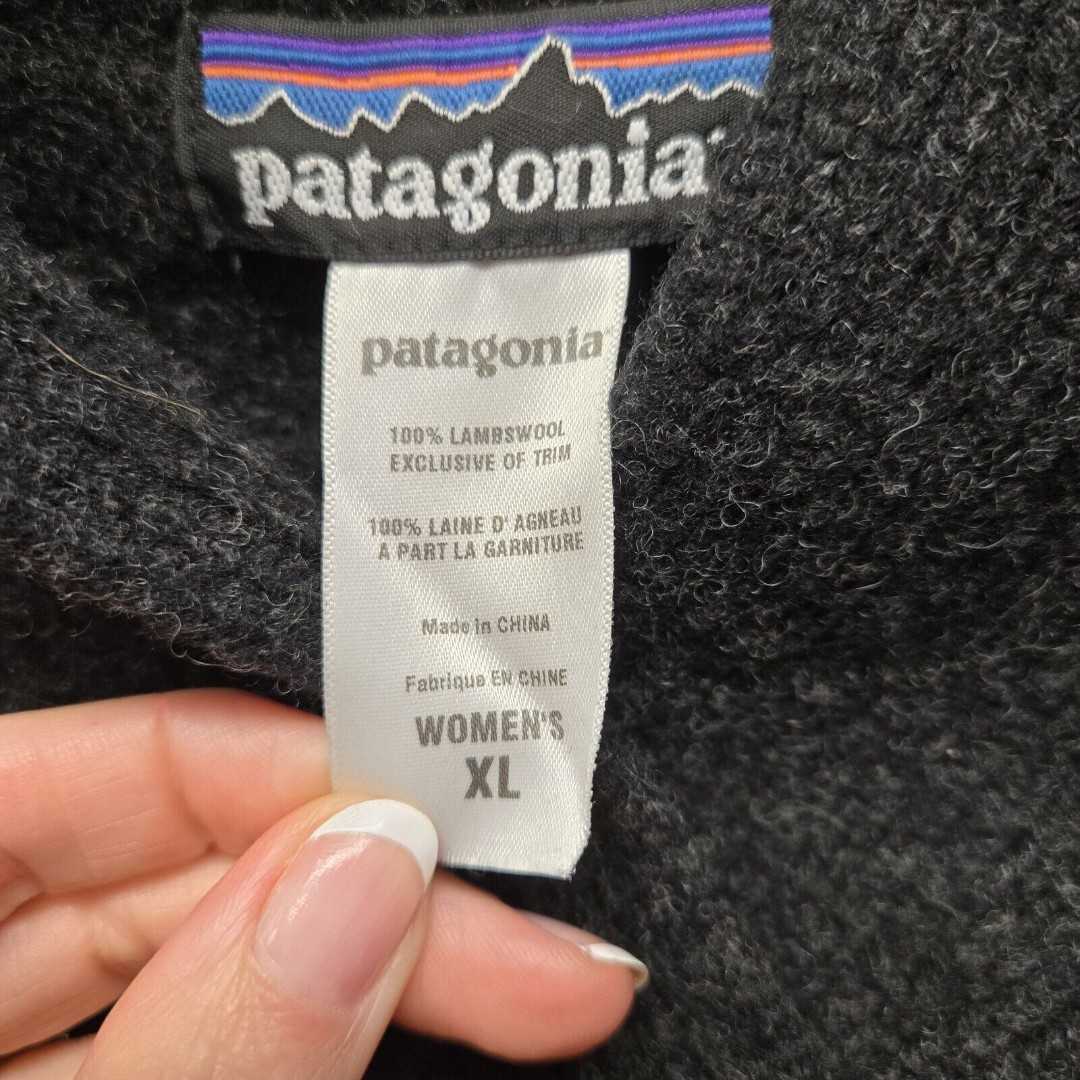 patagonia
patagonia
100% LAMBSWOOL
EXCLUSIVE OF TRIM
100% LAINE D' AGNEAU
A PART LA GARNITURE
Made In CHINA
Fabrique EN CHINE
WOMEN'S
XL